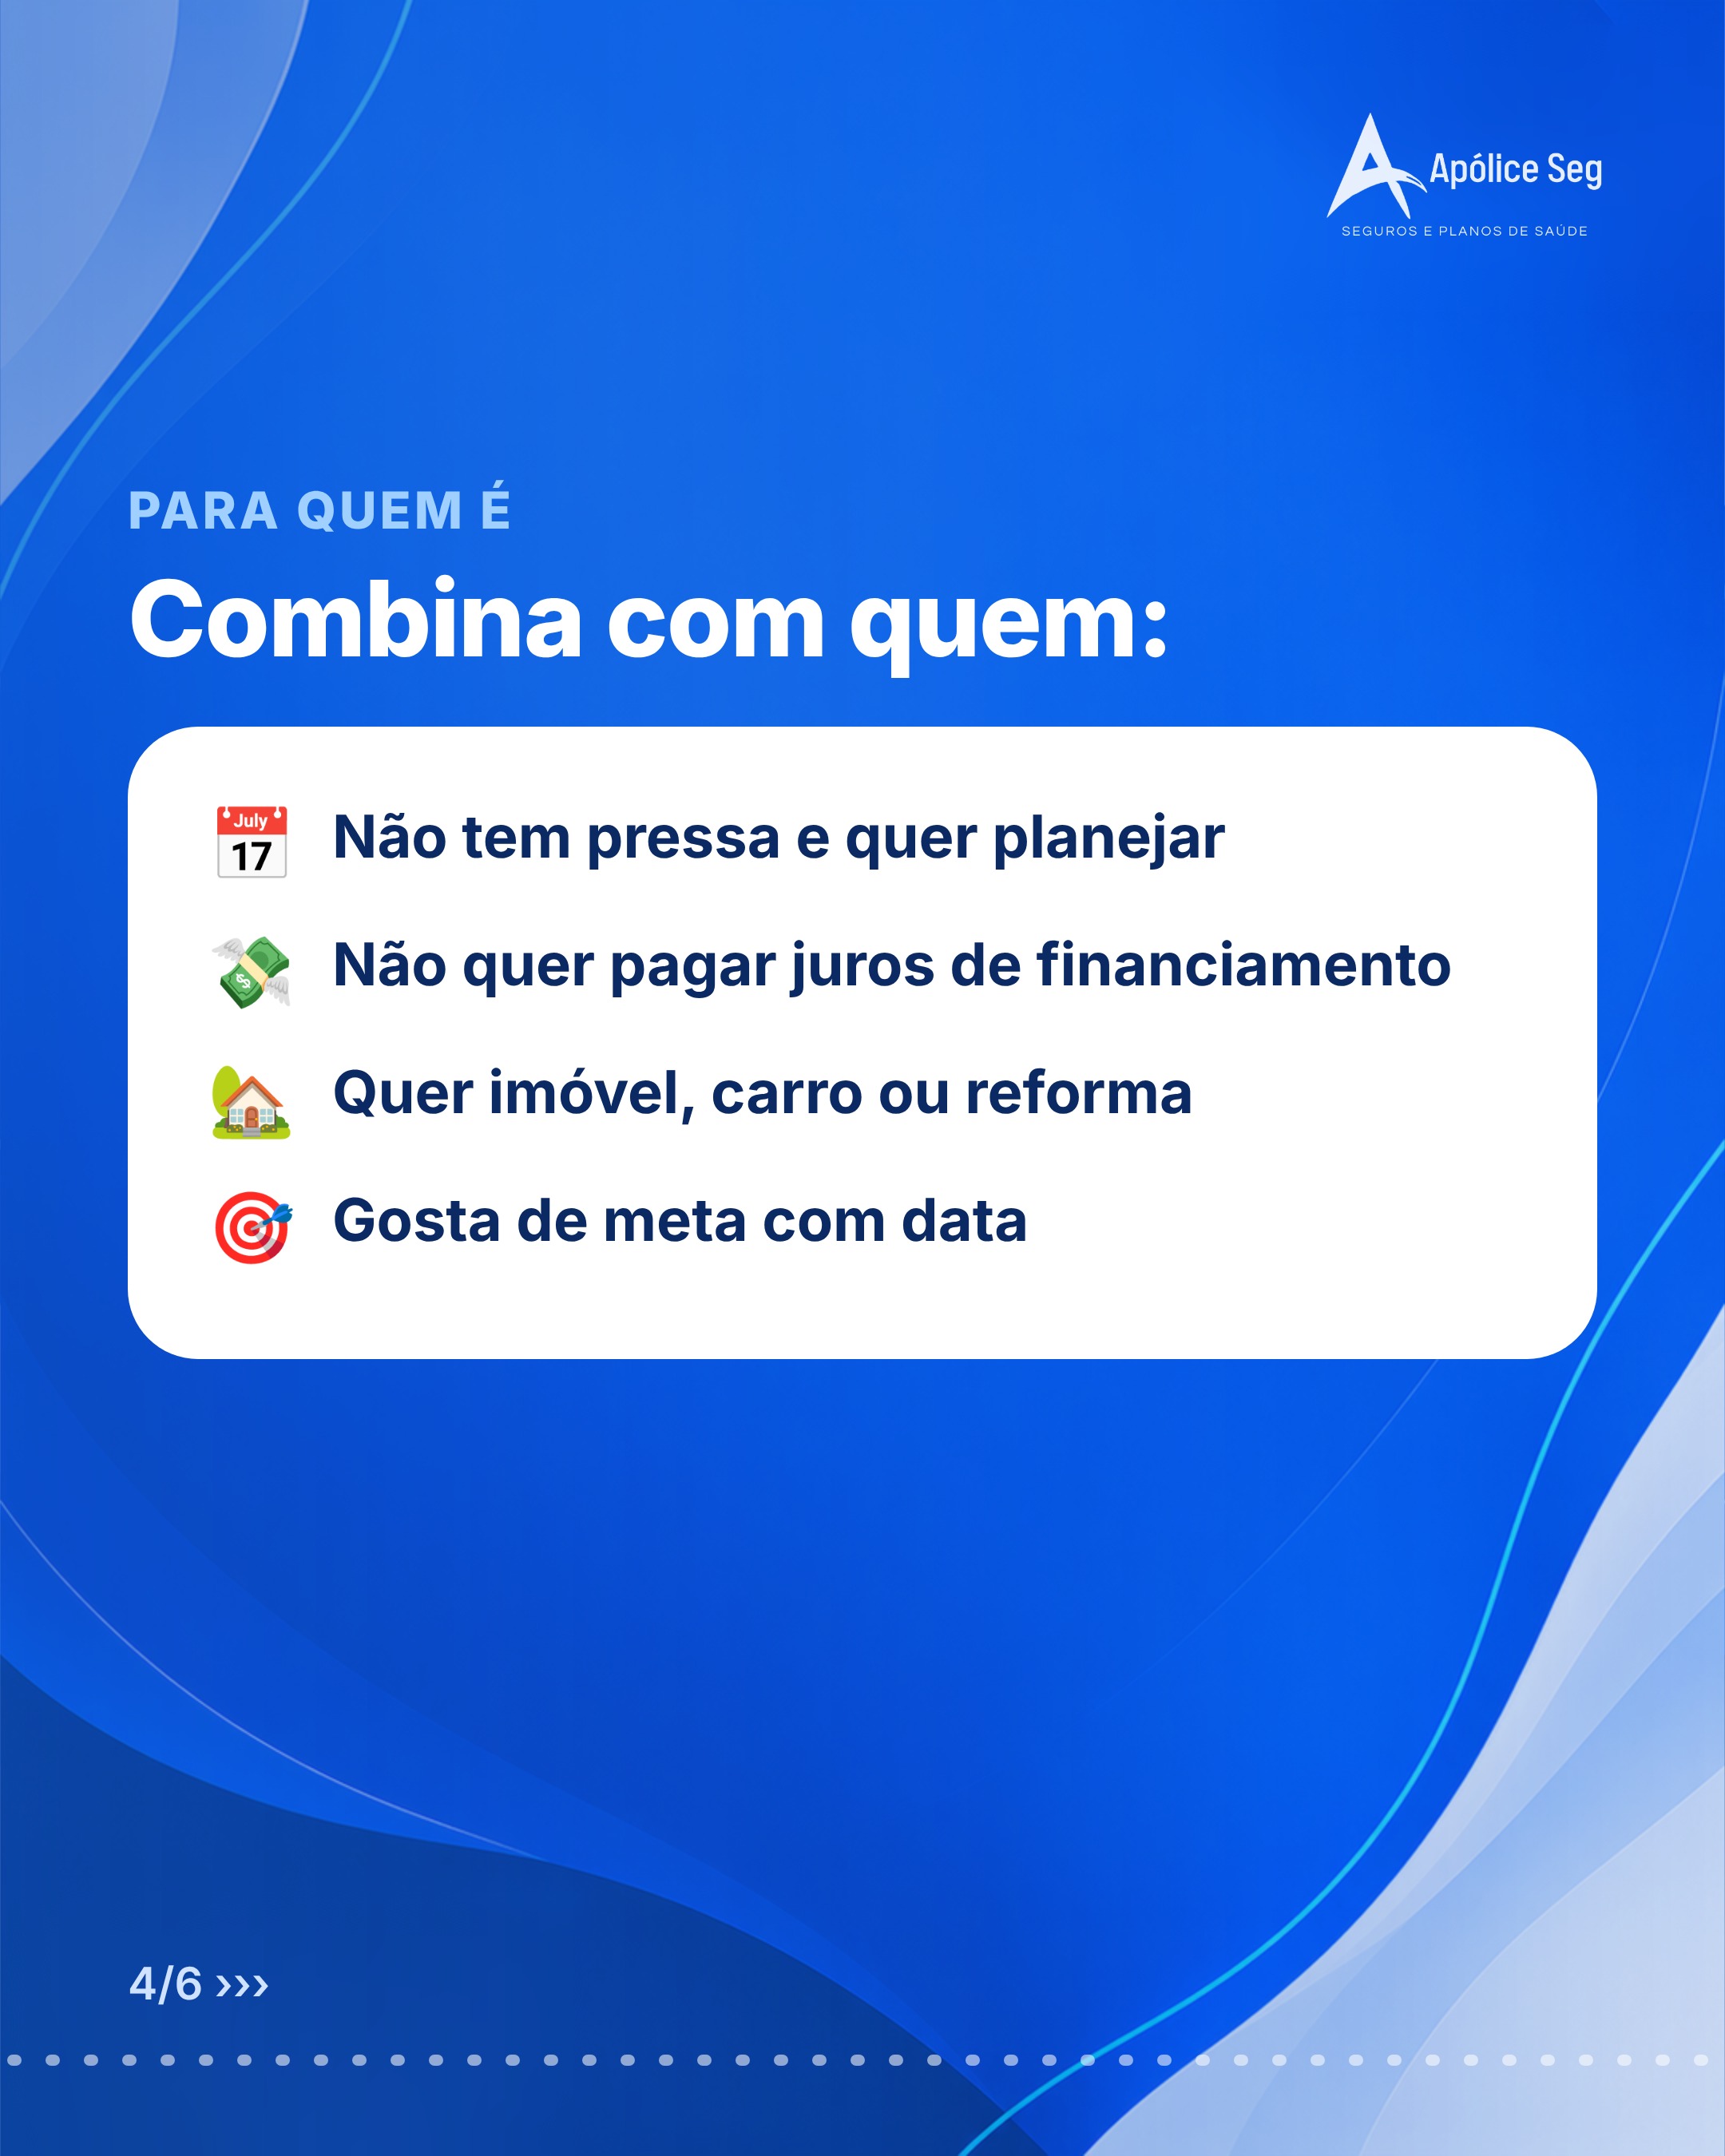 Apólice Seg
SEGUROS E PLANOS DE SAÚDE
PARA QUEM É
Combina com quem:
July
17
Não tem pressa e quer planejar
Não quer pagar juros de financiamento
Quer imóvel, carro ou reforma
Gosta de meta com data
4/6 ›››